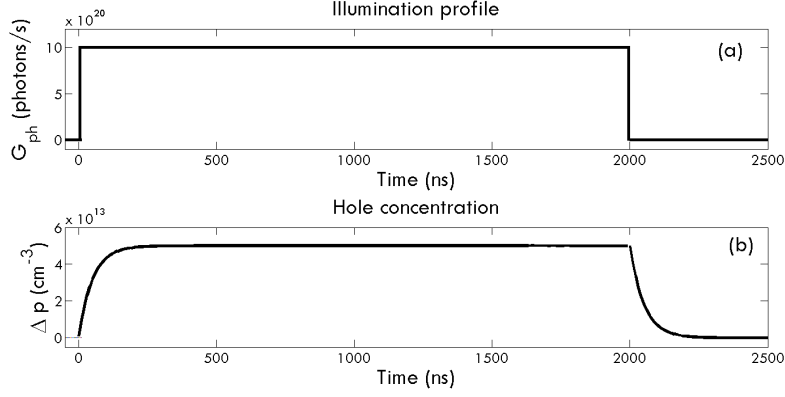 Illumination profile
x 10^20
10
5
0
G_ph (photons/s)
(a)
0 500 1000 1500 2000 2500
Time (ns)
Hole concentration
x 10^13
6
4
2
0
Δ p (cm^-3)
(b)
0 500 1000 1500 2000 2500
Time (ns)